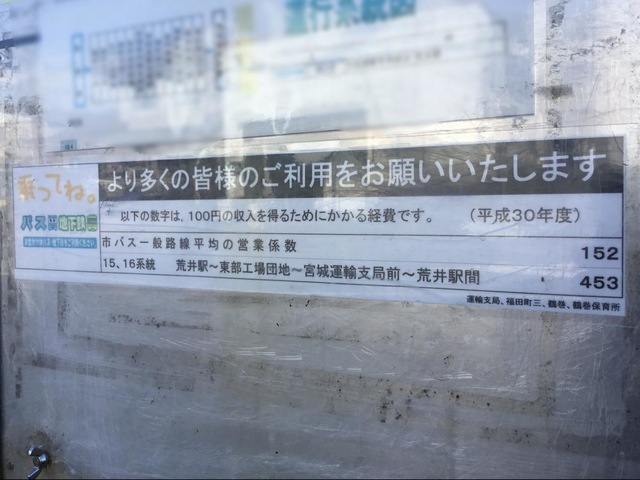 乗ってね。
バス
地下鉄
より多くの皆様のご利用をお願いいたします
以下の数字は、100円の収入を得るためにかかる経費です。 (平成30年度)
市バス一般路線平均の営業係数 152
15、16系統 荒井駅～東部工場団地～宮城運輸支局前～荒井駅間 453
運輸支局、福田町三、鶴巻、鶴巻保育所